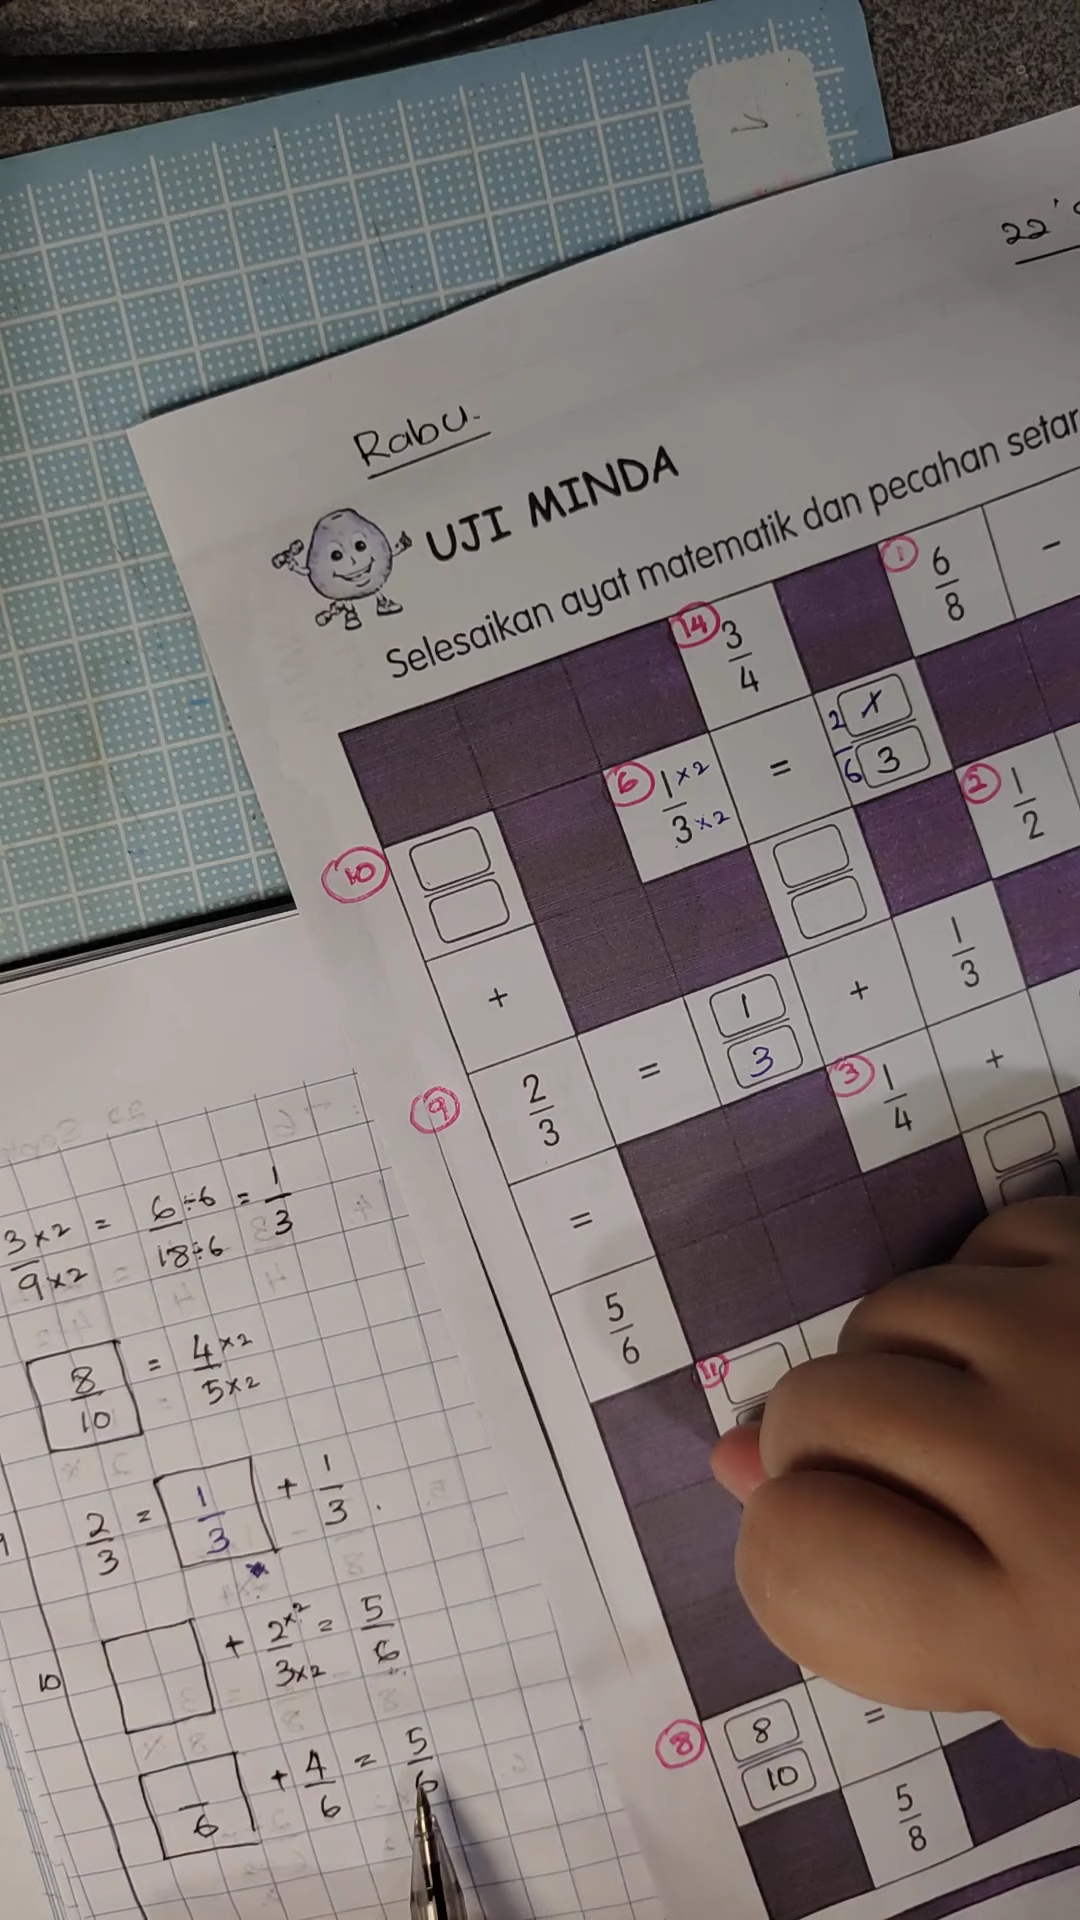 22'
Rabu.
UJI MINDA
Selesaikan ayat matematik dan pecahan setar
① 6/8 -
⑭ 3/4
⑥ 1/3 ×2 ×2 = 1/3 2/6
② 1/2
⑩
+ 1/3
⑨ 2/3 = 1/3 +
③ 1/4 +
=
5/6
⑪
⑧ 8/10 =
5/8
3×2/9×2 = 6÷6/18÷6 = 1/3
8/10 = 4×2/5×2
2/3 = 1/3 + 1/3 .
10 + 2×2/3×2 = 5/6
/6 + 4/6 = 5/6